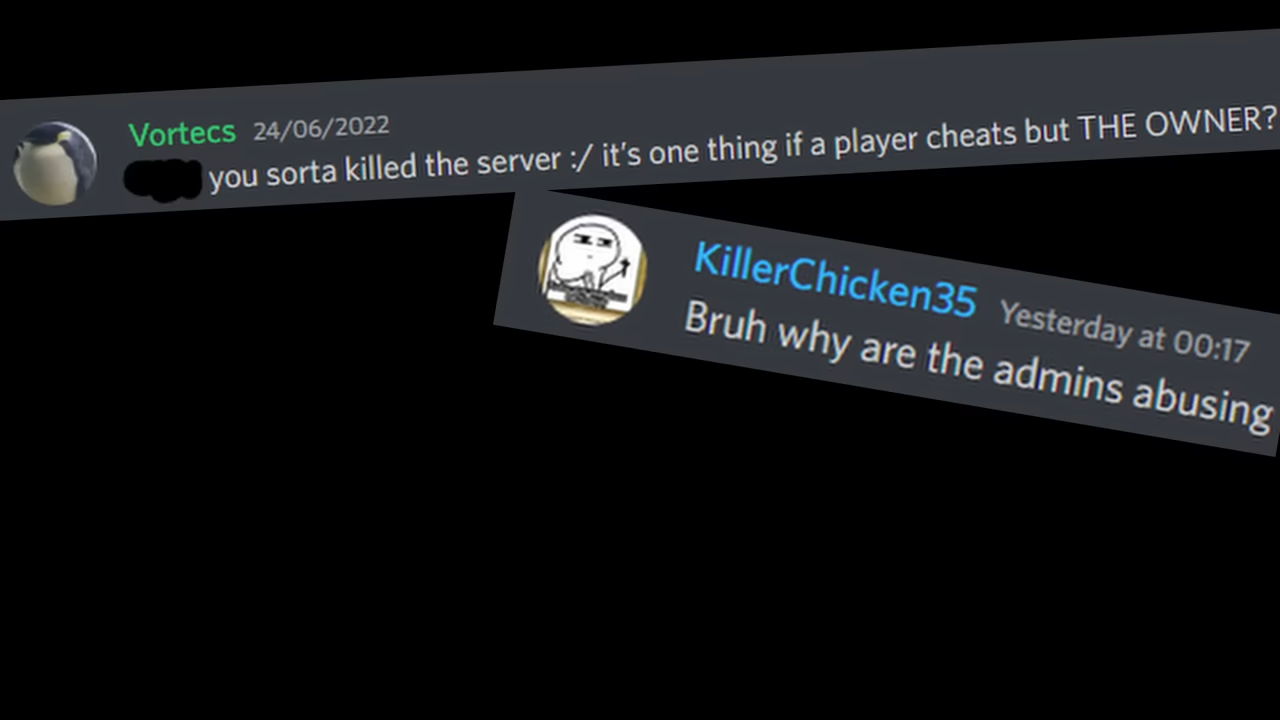 Vortecs 24/06/2022
you sorta killed the server :/ it's one thing if a player cheats but THE OWNER?
KillerChicken35 Yesterday at 00:17
Bruh why are the admins abusing